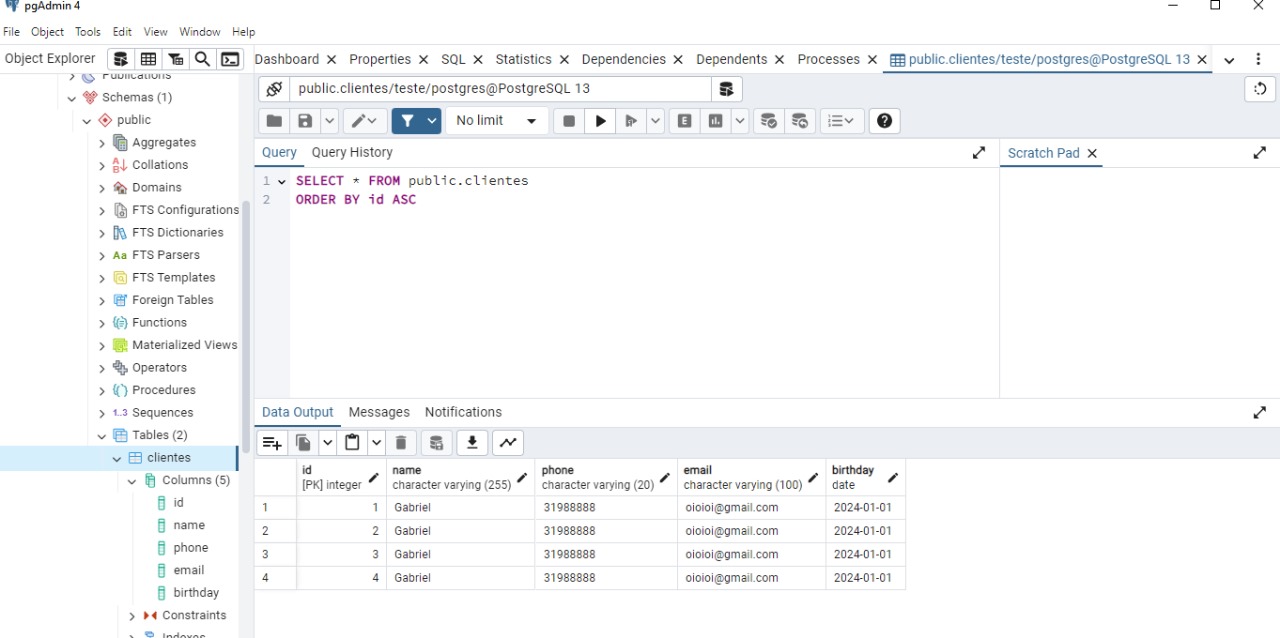 pgAdmin 4
File Object Tools Edit View Window Help
Object Explorer
Dashboard Properties SQL Statistics Dependencies Dependents Processes public.clientes/teste/postgres@PostgreSQL 13
Publications
Schemas (1)
public
Aggregates
Collations
Domains
FTS Configurations
FTS Dictionaries
Aa FTS Parsers
FTS Templates
Foreign Tables
Functions
Materialized Views
Operators
Procedures
1..3 Sequences
Tables (2)
clientes
Columns (5)
id
name
phone
email
birthday
Constraints
Indexes
public.clientes/teste/postgres@PostgreSQL 13
No limit
E
Query Query History
Scratch Pad
1 SELECT * FROM public.clientes
2 ORDER BY id ASC
Data Output Messages Notifications
id name phone email birthday
[PK] integer character varying (255) character varying (20) character varying (100) date
1 1 Gabriel 31988888 oioioi@gmail.com 2024-01-01
2 2 Gabriel 31988888 oioioi@gmail.com 2024-01-01
3 3 Gabriel 31988888 oioioi@gmail.com 2024-01-01
4 4 Gabriel 31988888 oioioi@gmail.com 2024-01-01